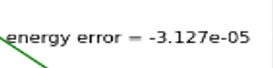 energy error = -3.127e-05